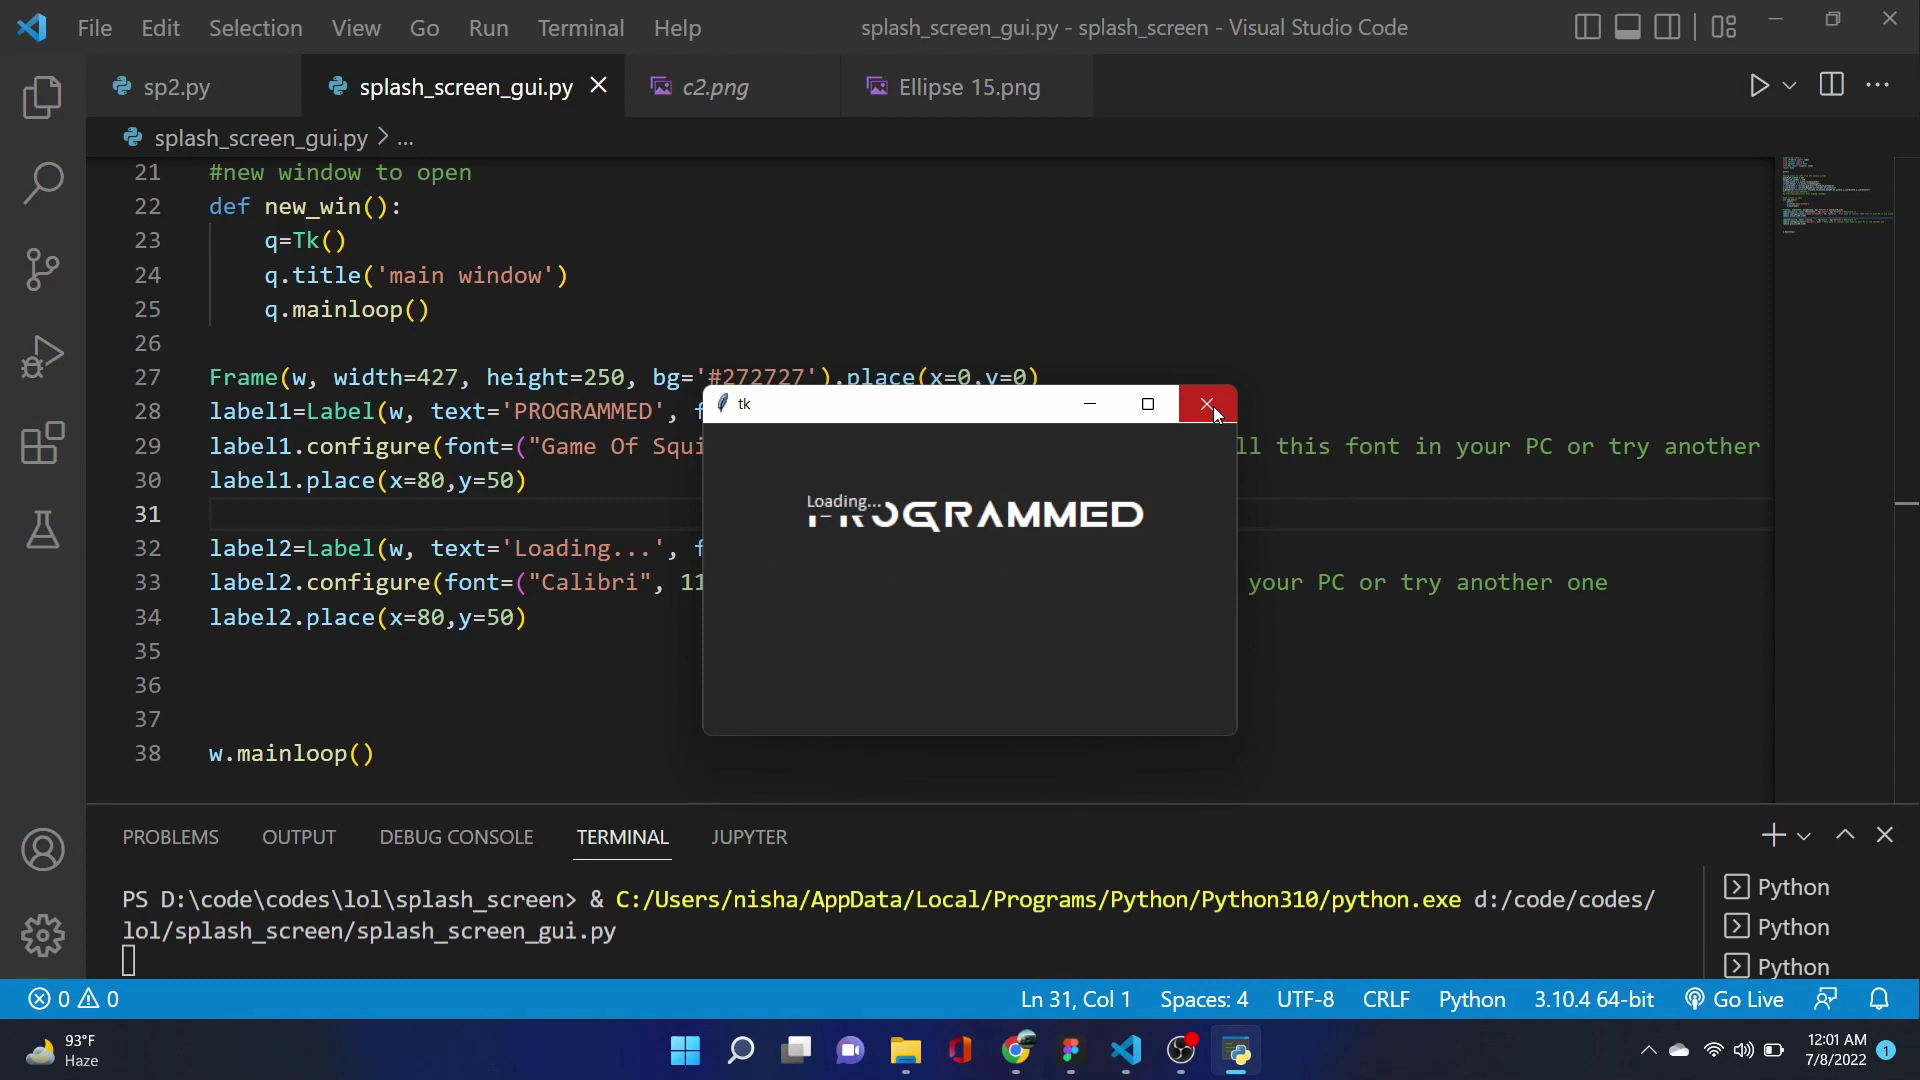 File Edit Selection View Go Run Terminal Help splash_screen_gui.py - splash_screen - Visual Studio Code
sp2.py splash_screen_gui.py c2.png Ellipse 15.png
splash_screen_gui.py > ...
21 #new window to open
22 def new_win():
23 q=Tk()
24 q.title('main window')
25 q.mainloop()
26
27 Frame(w, width=427, height=250, bg='#272727').place(x=0,y=0)
28 label1=Label(w, text='PROGRAMMED', f
29 label1.configure(font=("Game Of Squi ll this font in your PC or try another
30 label1.place(x=80,y=50)
31
32 label2=Label(w, text='Loading...', f
33 label2.configure(font=("Calibri", 11 your PC or try another one
34 label2.place(x=80,y=50)
35
36
37
38 w.mainloop()
tk
Loading...
PROGRAMMED
PROBLEMS OUTPUT DEBUG CONSOLE TERMINAL JUPYTER
PS D:\code\codes\lol\splash_screen> & C:/Users/nisha/AppData/Local/Programs/Python/Python310/python.exe d:/code/codes/
lol/splash_screen/splash_screen_gui.py
Python
Python
Python
0 0 Ln 31, Col 1 Spaces: 4 UTF-8 CRLF Python 3.10.4 64-bit Go Live
93°F
Haze
12:01 AM
7/8/2022
1